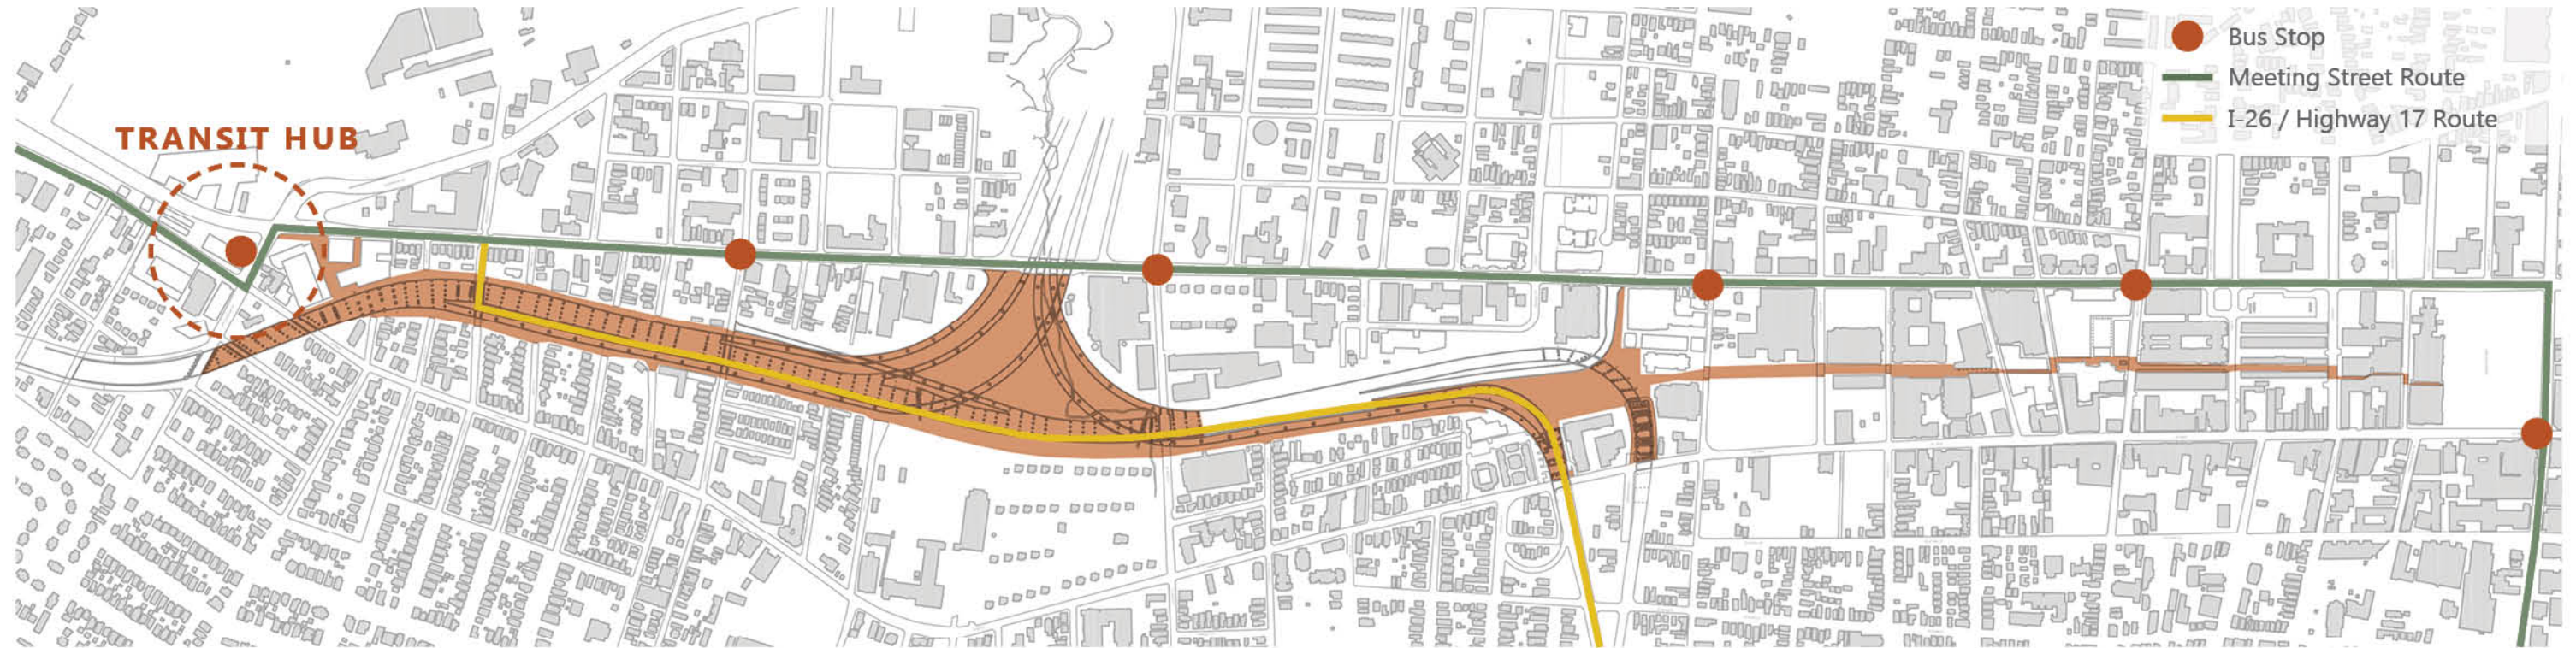 TRANSIT HUB
Bus Stop
Meeting Street Route
I-26 / Highway 17 Route